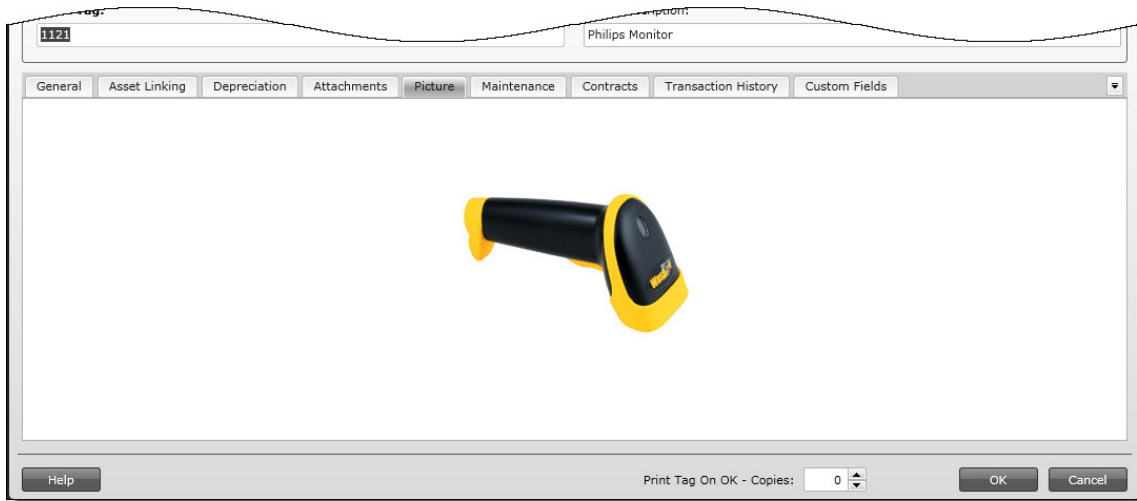 1121
Philips Monitor
General Asset Linking Depreciation Attachments Picture Maintenance Contracts Transaction History Custom Fields
Wasp
Help Print Tag On OK - Copies: 0 OK Cancel